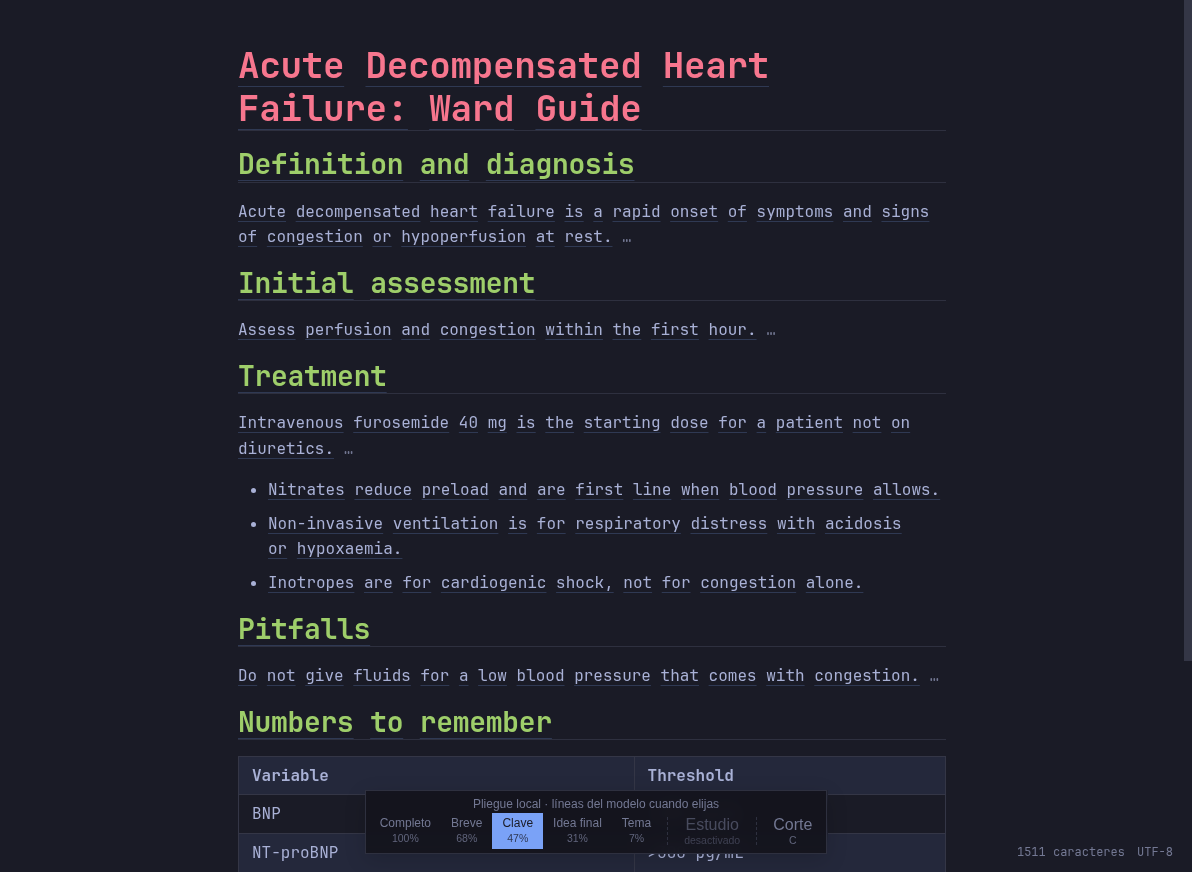 Acute Decompensated Heart
Failure: Ward Guide
Definition and diagnosis
Acute decompensated heart failure is a rapid onset of symptoms and signs
of congestion or hypoperfusion at rest. …
Initial assessment
Assess perfusion and congestion within the first hour. …
Treatment
Intravenous furosemide 40 mg is the starting dose for a patient not on
diuretics. …
• Nitrates reduce preload and are first line when blood pressure allows.
• Non-invasive ventilation is for respiratory distress with acidosis
or hypoxaemia.
• Inotropes are for cardiogenic shock, not for congestion alone.
Pitfalls
Do not give fluids for a low blood pressure that comes with congestion. …
Numbers to remember
Variable Threshold
BNP
NT-proBNP
Pliegue local · líneas del modelo cuando elijas
Completo Breve Clave Idea final Tema Estudio Corte
100% 68% 47% 31% 7% desactivado C
1511 caracteres UTF-8